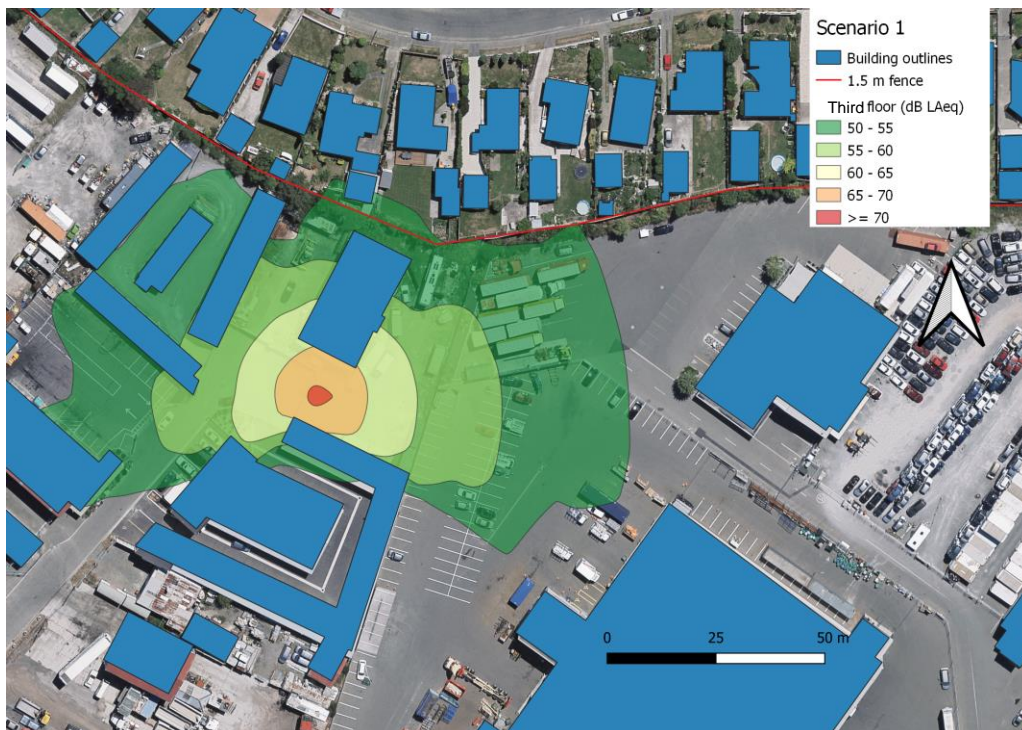 Scenario 1
Building outlines
1.5 m fence
Third floor (dB LAeq)
50 - 55
55 - 60
60 - 65
65 - 70
>= 70
0 25 50 m